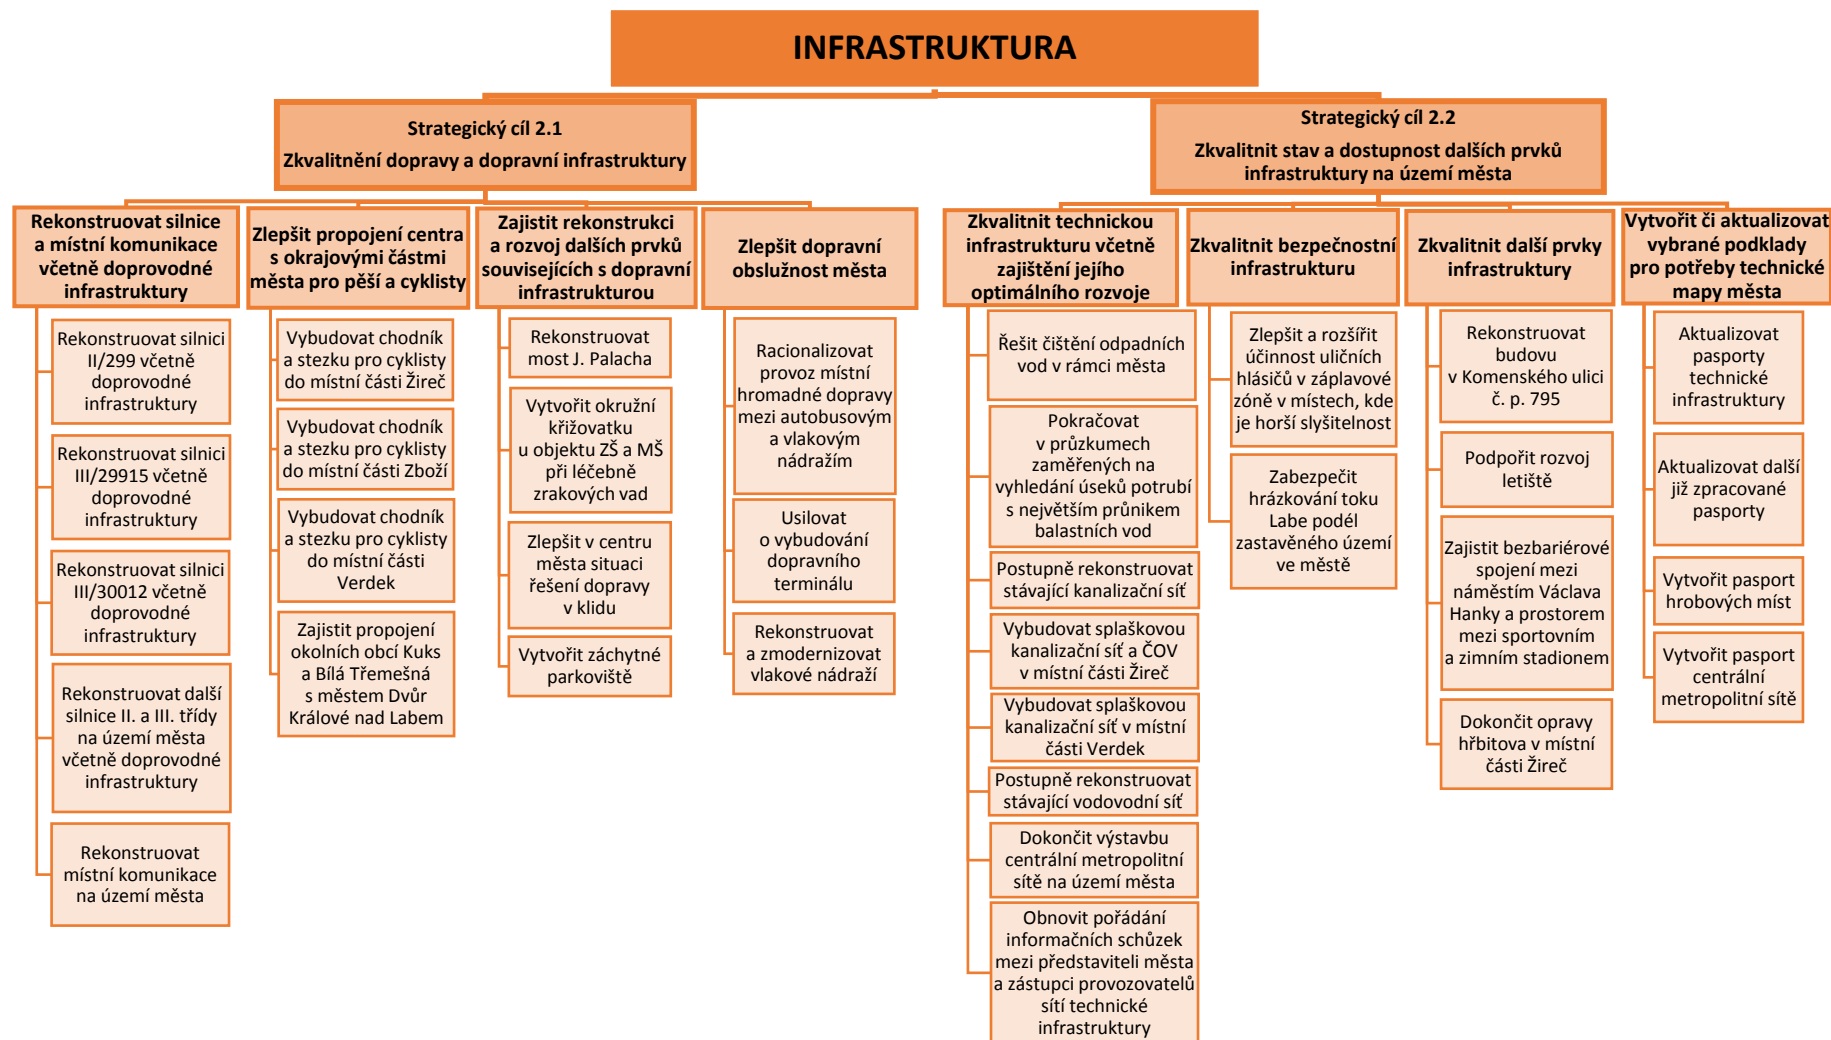 INFRASTRUKTURA
Strategický cíl 2.1
Zkvalitnění dopravy a dopravní infrastruktury
Rekonstruovat silnice
a místní komunikace
včetně doprovodné
infrastruktury
Rekonstruovat silnici
II/299 včetně
doprovodné
infrastruktury
Rekonstruovat silnici
III/29915 včetně
doprovodné
infrastruktury
Rekonstruovat silnici
III/30012 včetně
doprovodné
infrastruktury
Rekonstruovat další
silnice II. a III. třídy
na území města
včetně doprovodné
infrastruktury
Rekonstruovat
místní komunikace
na území města
Zlepšit propojení centra
s okrajovými částmi
města pro pěší a cyklisty
Vybudovat chodník
a stezku pro cyklisty
do místní části Žireč
Vybudovat chodník
a stezku pro cyklisty
do místní části Zboží
Vybudovat chodník
a stezku pro cyklisty
do místní části
Verdek
Zajistit propojení
okolních obcí Kuks
a Bílá Třemešná
s městem Dvůr
Králové nad Labem
Zajistit rekonstrukci
a rozvoj dalších prvků
souvisejících s dopravní
infrastrukturou
Rekonstruovat
most J. Palacha
Vytvořit okružní
křižovatku
u objektu ZŠ a MŠ
při léčebně
zrakových vad
Zlepšit v centru
města situaci
řešení dopravy
v klidu
Vytvořit záchytné
parkoviště
Zlepšit dopravní
obslužnost města
Racionalizovat
provoz místní
hromadné dopravy
mezi autobusovým
a vlakovým
nádražím
Usilovat
o vybudování
dopravního
terminálu
Rekonstruovat
a zmodernizovat
vlakové nádraží
Strategický cíl 2.2
Zkvalitnit stav a dostupnost dalších prvků
infrastruktury na území města
Zkvalitnit technickou
infrastrukturu včetně
zajištění jejího
optimálního rozvoje
Řešit čištění odpadních
vod v rámci města
Pokračovat
v průzkumech
zaměřených na
vyhledání úseků potrubí
s největším průnikem
balastních vod
Postupně rekonstruovat
stávající kanalizační síť
Vybudovat splaškovou
kanalizační síť a ČOV
v místní části Žireč
Vybudovat splaškovou
kanalizační síť v místní
části Verdek
Postupně rekonstruovat
stávající vodovodní síť
Dokončit výstavbu
centrální metropolitní
sítě na území města
Obnovit pořádání
informačních schůzek
mezi představiteli města
a zástupci provozovatelů
sítí technické
infrastruktury
Zkvalitnit bezpečnostní
infrastrukturu
Zlepšit a rozšířit
účinnost uličních
hlásičů v záplavové
zóně v místech, kde
je horší slyšitelnost
Zabezpečit
hrázkování toku
Labe podél
zastavěného území
ve městě
Zkvalitnit další prvky
infrastruktury
Rekonstruovat
budovu
v Komenského ulici
č. p. 795
Podpořit rozvoj
letiště
Zajistit bezbariérové
spojení mezi
náměstím Václava
Hanky a prostorem
mezi sportovním
a zimním stadionem
Dokončit opravy
hřbitova v místní
části Žireč
Vytvořit či aktualizovat
vybrané podklady
pro potřeby technické
mapy města
Aktualizovat
pasporty
technické
infrastruktury
Aktualizovat další
již zpracované
pasporty
Vytvořit pasport
hrobových míst
Vytvořit pasport
centrální
metropolitní sítě